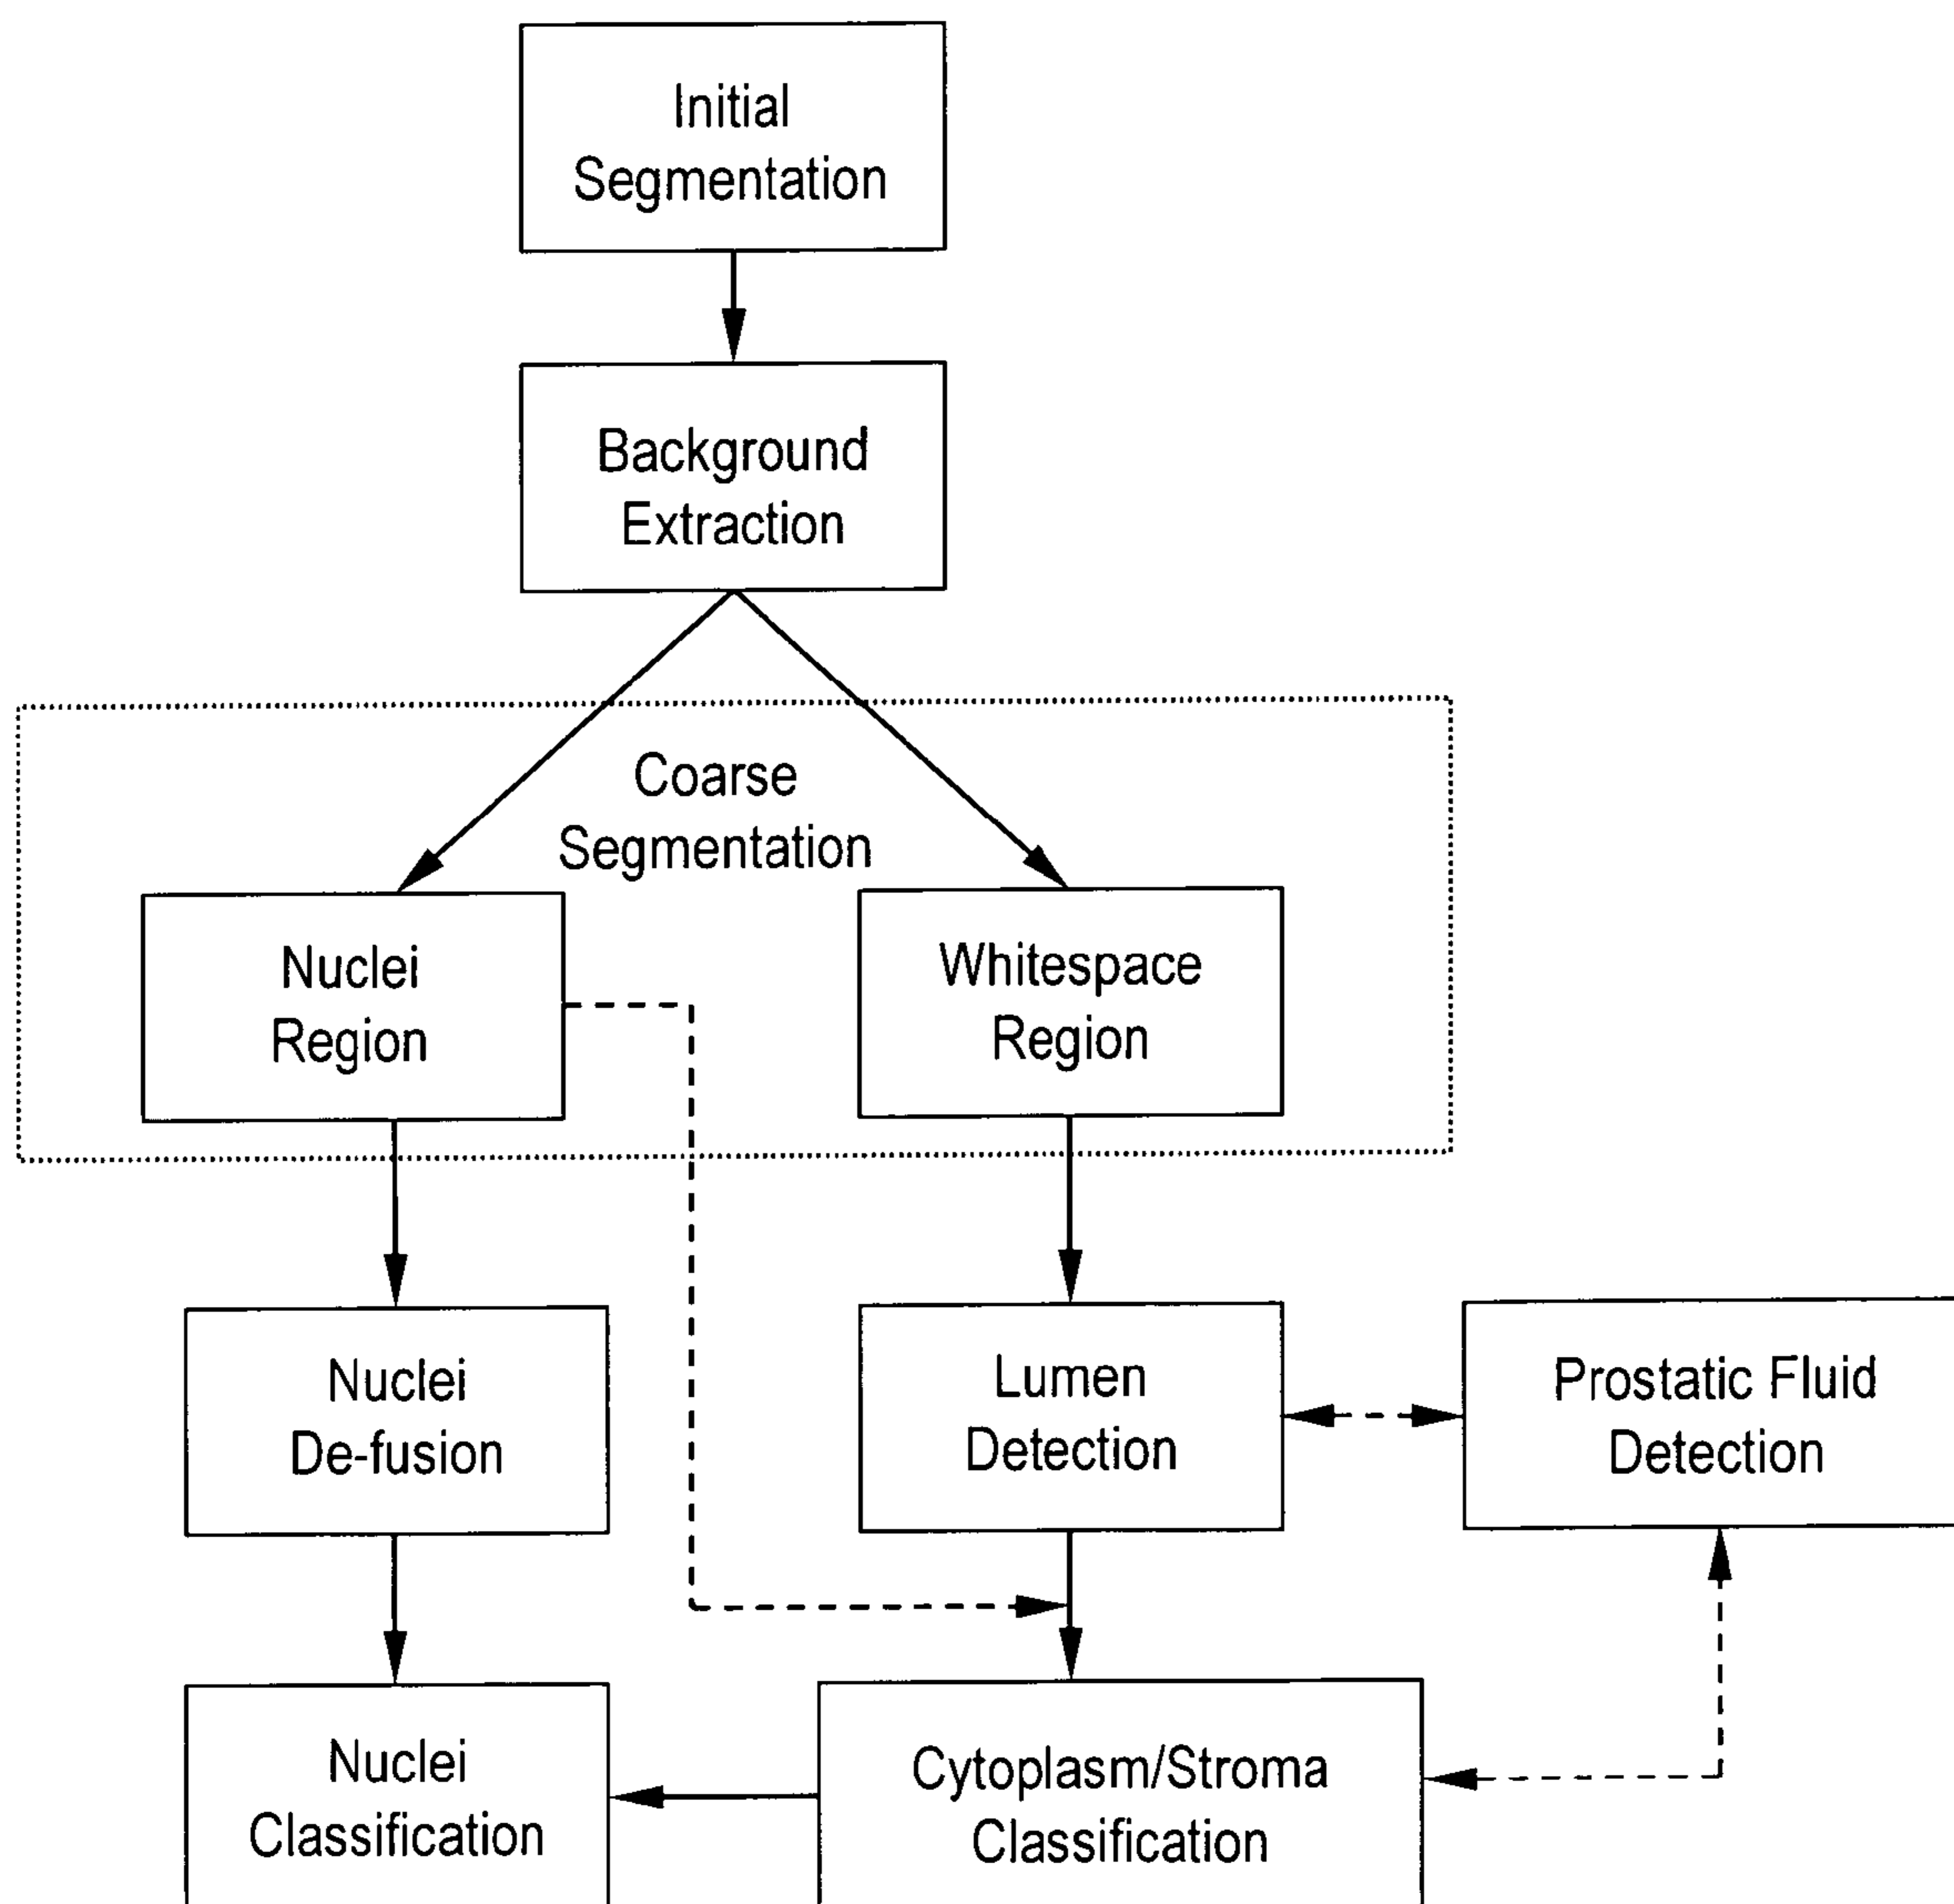 Initial
Segmentation
Background
Extraction
Coarse
Segmentation
Nuclei
Region
Whitespace
Region
Nuclei
De-fusion
Lumen
Detection
Prostatic Fluid
Detection
Nuclei
Classification
Cytoplasm/Stroma
Classification